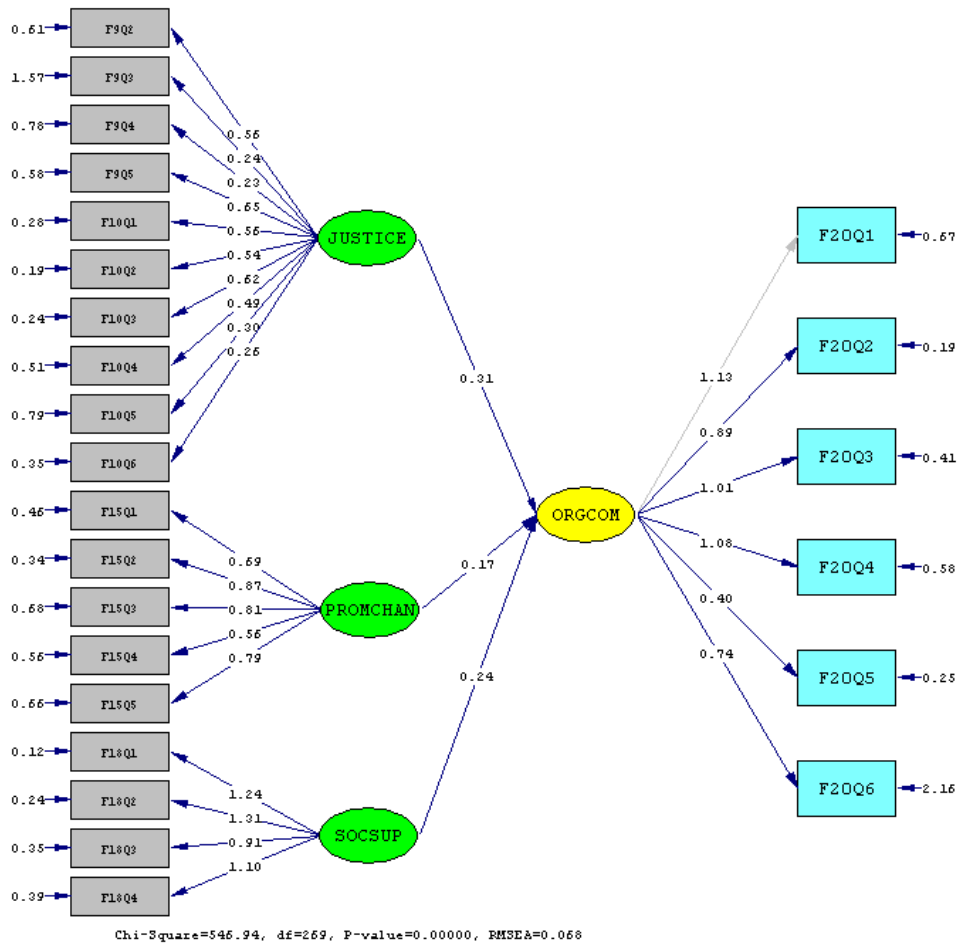 0.61 F9Q2
1.57 F9Q3
0.78 F9Q4
0.58 F9Q5
0.28 F10Q1
0.19 F10Q2
0.24 F10Q3
0.51 F10Q4
0.79 F10Q5
0.35 F10Q6
0.46 F15Q1
0.34 F15Q2
0.68 F15Q3
0.56 F15Q4
0.66 F15Q5
0.12 F18Q1
0.24 F18Q2
0.35 F18Q3
0.39 F18Q4
0.56
0.24
0.23
0.65
0.56
0.54
0.62
0.49
0.30
0.26
0.69
0.87
0.81
0.56
0.79
1.24
1.31
0.91
1.10
JUSTICE
PROMCHAN
SOCSUP
0.31
0.17
0.24
ORGCOM
1.13
0.89
1.01
1.08
0.40
0.74
F20Q1 0.67
F20Q2 0.19
F20Q3 0.41
F20Q4 0.58
F20Q5 0.25
F20Q6 2.16
Chi-Square=546.94, df=269, P-value=0.00000, RMSEA=0.068